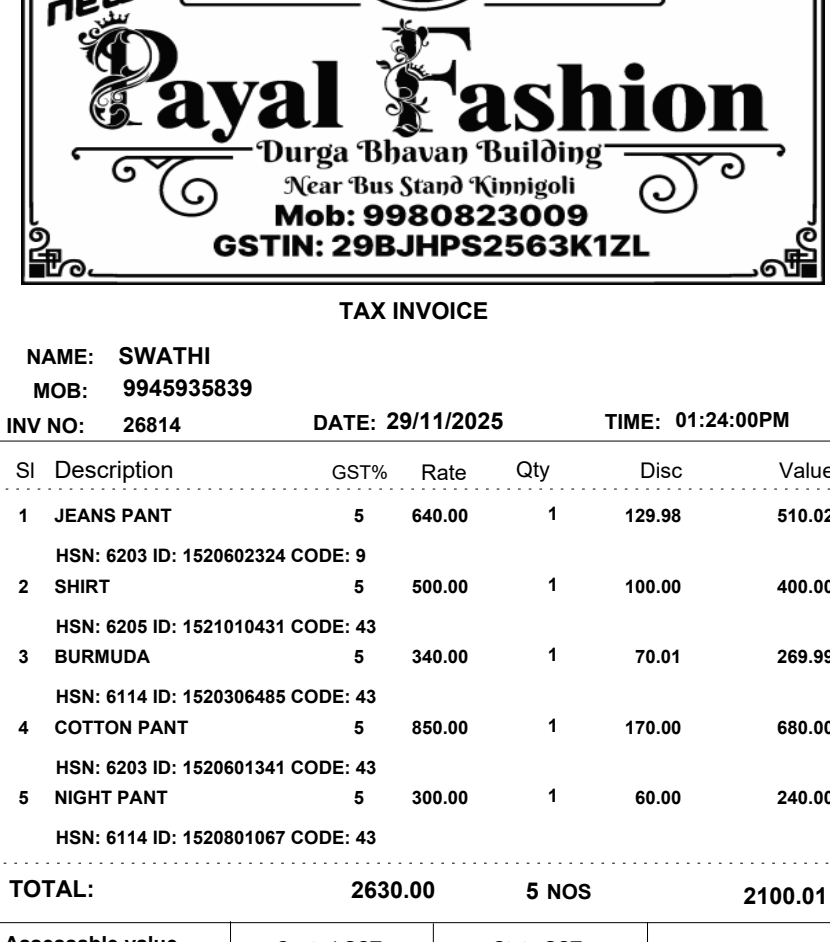 new
Payal Fashion
Durga Bhavan Building
Near Bus Stand Kinnigoli
Mob: 9980823009
GSTIN: 29BJHPS2563K1ZL
TAX INVOICE
NAME: SWATHI
MOB: 9945935839
INV NO: 26814 DATE: 29/11/2025 TIME: 01:24:00PM
Sl Description GST% Rate Qty Disc Value
1 JEANS PANT 5 640.00 1 129.98 510.02
HSN: 6203 ID: 1520602324 CODE: 9
2 SHIRT 5 500.00 1 100.00 400.00
HSN: 6205 ID: 1521010431 CODE: 43
3 BURMUDA 5 340.00 1 70.01 269.99
HSN: 6114 ID: 1520306485 CODE: 43
4 COTTON PANT 5 850.00 1 170.00 680.00
HSN: 6203 ID: 1520601341 CODE: 43
5 NIGHT PANT 5 300.00 1 60.00 240.00
HSN: 6114 ID: 1520801067 CODE: 43
TOTAL: 2630.00 5 NOS 2100.01